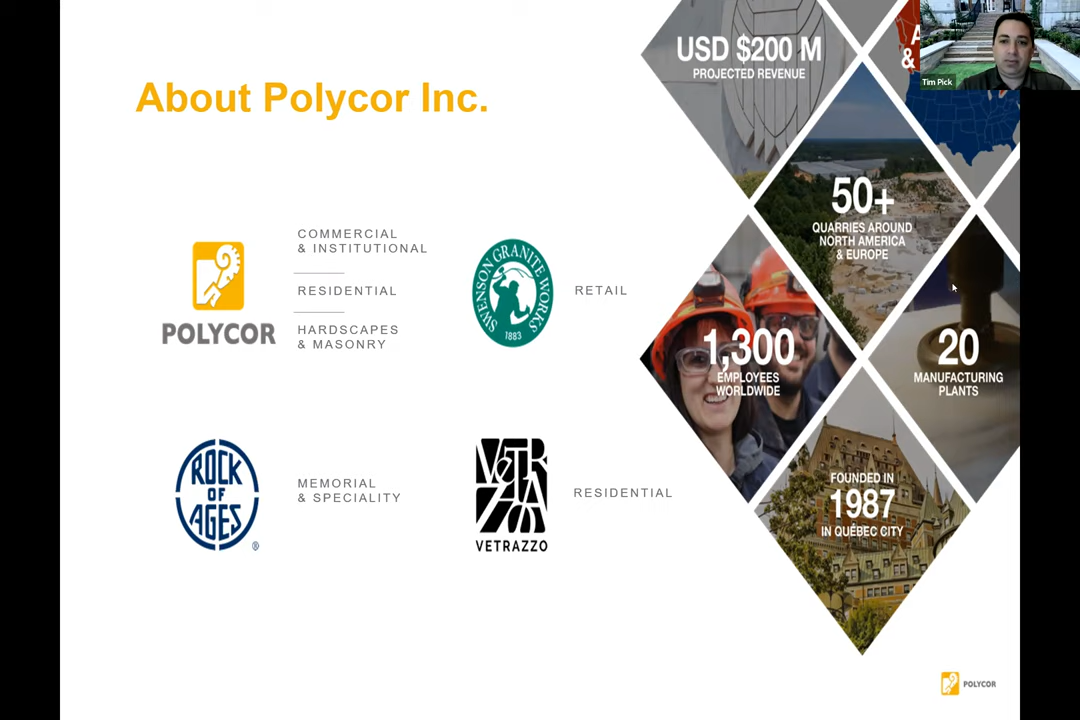 About Polycor Inc.
POLYCOR
COMMERCIAL
& INSTITUTIONAL
RESIDENTIAL
HARDSCAPES
& MASONRY
SWENSON GRANITE WORKS
1883
RETAIL
ROCK
OF
AGES
®
MEMORIAL
& SPECIALITY
VETRAZZO
VETRAZZO
RESIDENTIAL
USD $200 M
PROJECTED REVENUE
A
&
Tim Pick
50+
QUARRIES AROUND
NORTH AMERICA
& EUROPE
1,300
EMPLOYEES
WORLDWIDE
20
MANUFACTURING
PLANTS
FOUNDED IN
1987
IN QUÉBEC CITY
POLYCOR